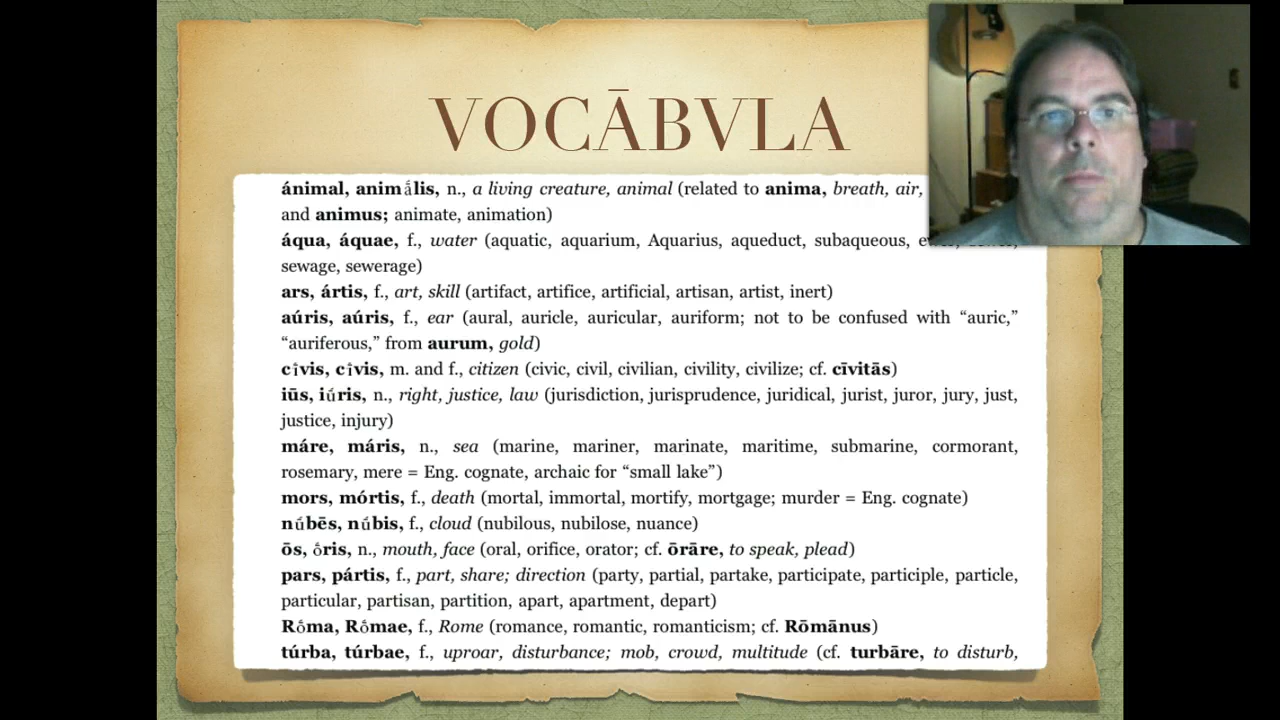 VOCĀBVLA
ánimal, animā́lis, n., a living creature, animal (related to anima, breath, air,
and animus; animate, animation)
áqua, áquae, f., water (aquatic, aquarium, Aquarius, aqueduct, subaqueous,
sewage, sewerage)
ars, ártis, f., art, skill (artifact, artifice, artificial, artisan, artist, inert)
aúris, aúris, f., ear (aural, auricle, auricular, auriform; not to be confused with “auric,”
“auriferous,” from aurum, gold)
cī́vis, cī́vis, m. and f., citizen (civic, civil, civilian, civility, civilize; cf. cīvitās)
iūs, iū́ris, n., right, justice, law (jurisdiction, jurisprudence, juridical, jurist, juror, jury, just,
justice, injury)
máre, máris, n., sea (marine, mariner, marinate, maritime, submarine, cormorant,
rosemary, mere = Eng. cognate, archaic for “small lake”)
mors, mórtis, f., death (mortal, immortal, mortify, mortgage; murder = Eng. cognate)
nū́bēs, nū́bis, f., cloud (nubilous, nubilose, nuance)
ōs, ṓris, n., mouth, face (oral, orifice, orator; cf. ōrāre, to speak, plead)
pars, pártis, f., part, share; direction (party, partial, partake, participate, participle, particle,
particular, partisan, partition, apart, apartment, depart)
Rṓma, Rṓmae, f., Rome (romance, romantic, romanticism; cf. Rōmānus)
túrba, túrbae, f., uproar, disturbance; mob, crowd, multitude (cf. turbāre, to disturb,